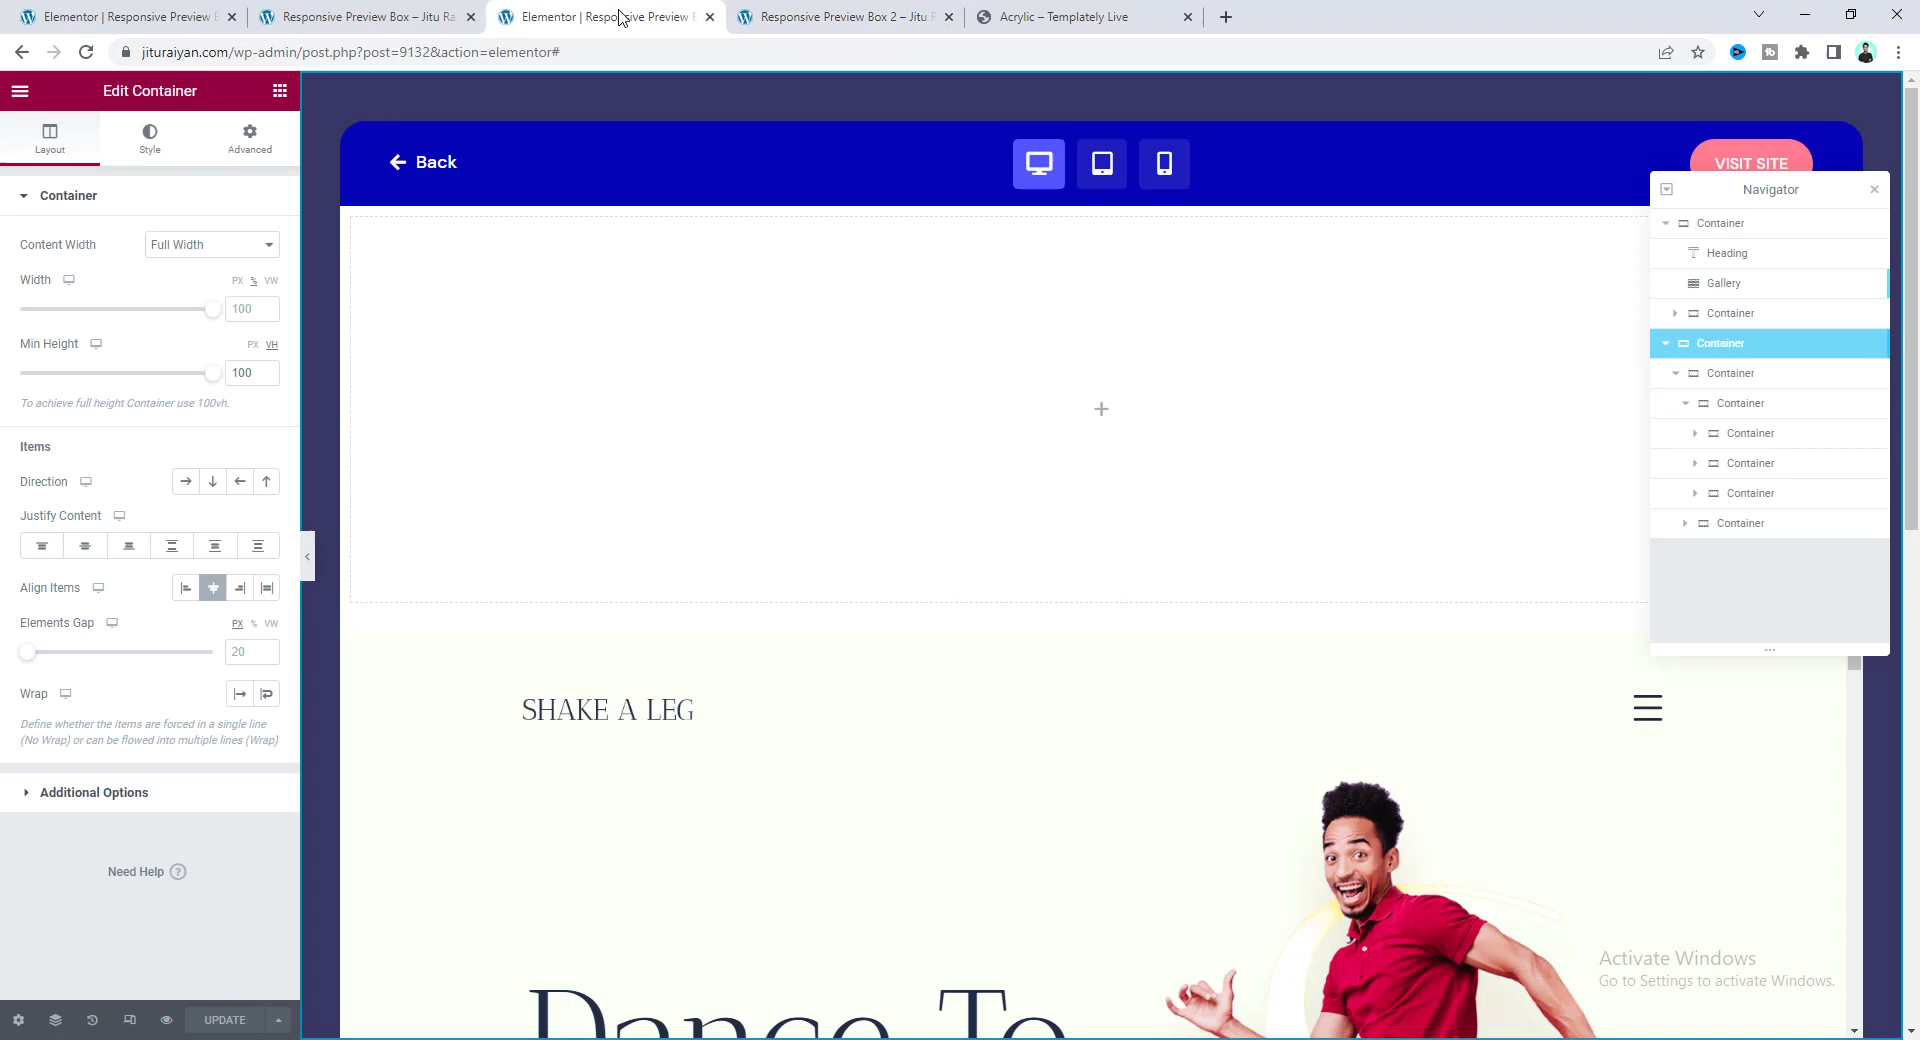 Elementor | Responsive Preview B
Responsive Preview Box – Jitu Ra
Elementor | Responsive Preview B
Responsive Preview Box 2 – Jitu R
Acrylic – Templately Live
jituraiyan.com/wp-admin/post.php?post=9132&action=elementor#
Edit Container
Layout
Style
Advanced
Container
Content Width
Full Width
Width
PX % VW
100
Min Height
PX VH
100
To achieve full height Container use 100vh.
Items
Direction
Justify Content
Align Items
Elements Gap
PX % VW
20
Wrap
Define whether the items are forced in a single line
(No Wrap) or can be flowed into multiple lines (Wrap)
Additional Options
Need Help ?
UPDATE
Back
VISIT SITE
Navigator
Container
Heading
Gallery
Container
Container
Container
Container
Container
Container
Container
Container
SHAKE A LEG
Dance To
Activate Windows
Go to Settings to activate Windows.